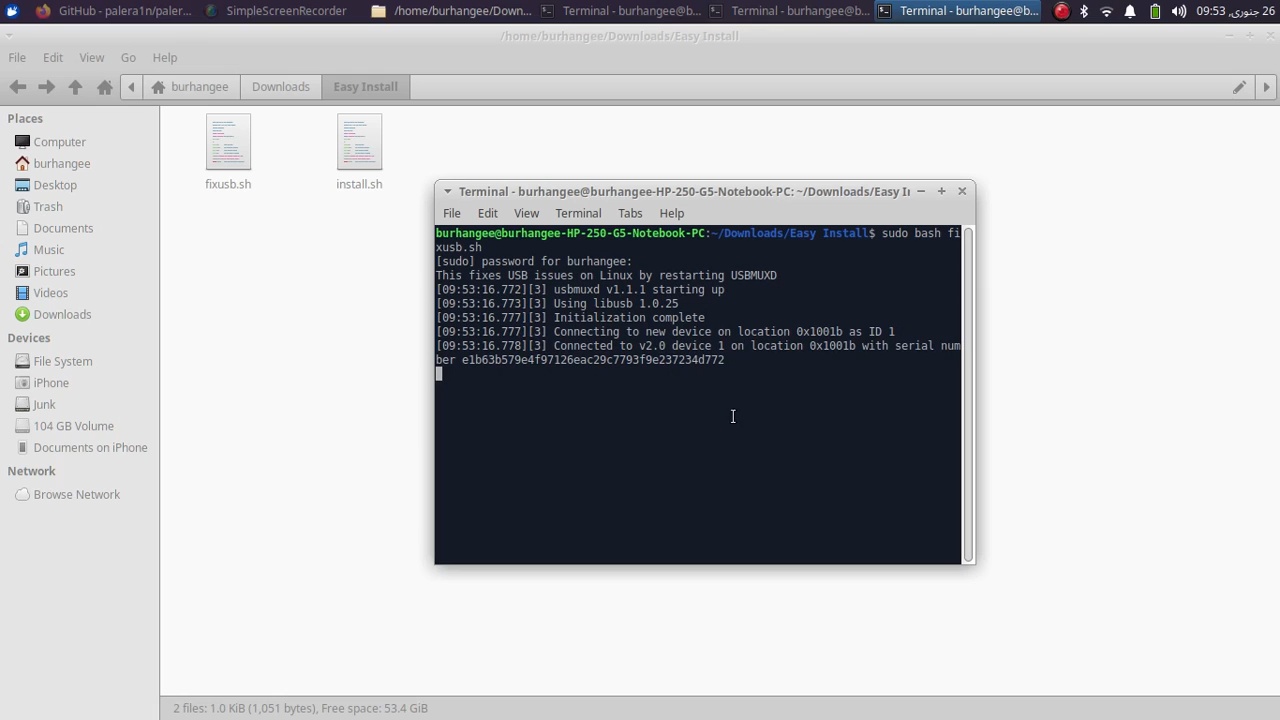 GitHub - palera1n/paler...
SimpleScreenRecorder
/home/burhangee/Down...
Terminal - burhangee@b...
Terminal - burhangee@b...
Terminal - burhangee@b...
26 جنوری, 09:53
/home/burhangee/Downloads/Easy Install
File Edit View Go Help
burhangee Downloads Easy Install
Places
Computer
burhangee
Desktop
Trash
Documents
Music
Pictures
Videos
Downloads
Devices
File System
iPhone
Junk
104 GB Volume
Documents on iPhone
Network
Browse Network
fixusb.sh
install.sh
Terminal - burhangee@burhangee-HP-250-G5-Notebook-PC: ~/Downloads/Easy I
File Edit View Terminal Tabs Help
burhangee@burhangee-HP-250-G5-Notebook-PC:~/Downloads/Easy Install$ sudo bash fi
xusb.sh
[sudo] password for burhangee:
This fixes USB issues on Linux by restarting USBMUXD
[09:53:16.772][3] usbmuxd v1.1.1 starting up
[09:53:16.773][3] Using libusb 1.0.25
[09:53:16.777][3] Initialization complete
[09:53:16.777][3] Connecting to new device on location 0x1001b as ID 1
[09:53:16.778][3] Connected to v2.0 device 1 on location 0x1001b with serial num
ber e1b63b579e4f97126eac29c7793f9e237234d772
2 files: 1.0 KiB (1,051 bytes), Free space: 53.4 GiB